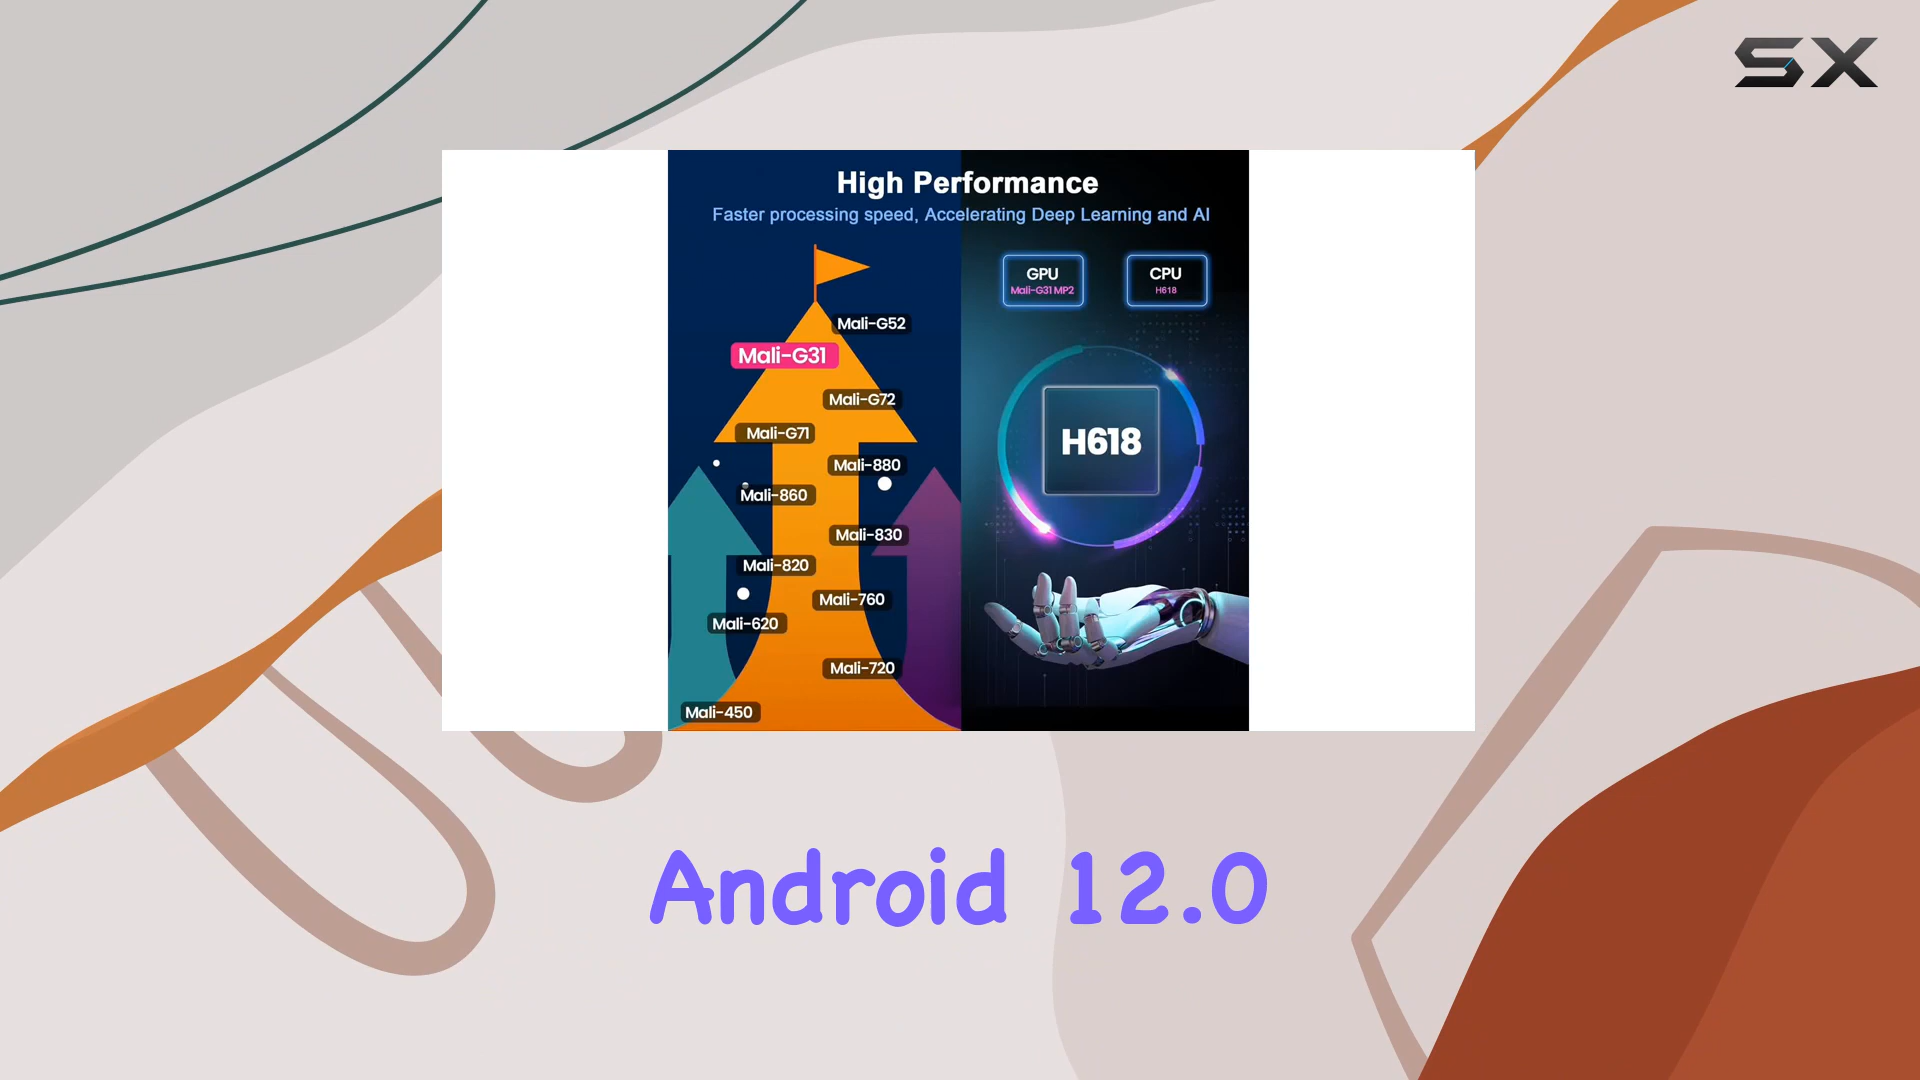 SX
High Performance
Faster processing speed, Accelerating Deep Learning and AI
GPU
Mali-G31 MP2
CPU
H618
Mali-G52
Mali-G31
Mali-G72
Mali-G71
Mali-880
Mali-860
Mali-830
Mali-820
Mali-760
Mali-620
Mali-720
Mali-450
H618
Android 12.0